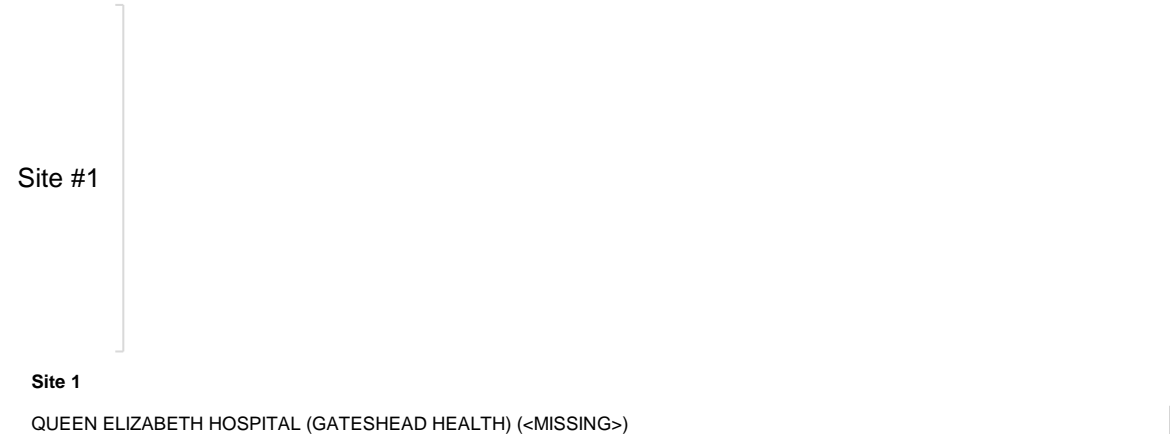 Site #1
Site 1
QUEEN ELIZABETH HOSPITAL (GATESHEAD HEALTH) (<MISSING>)